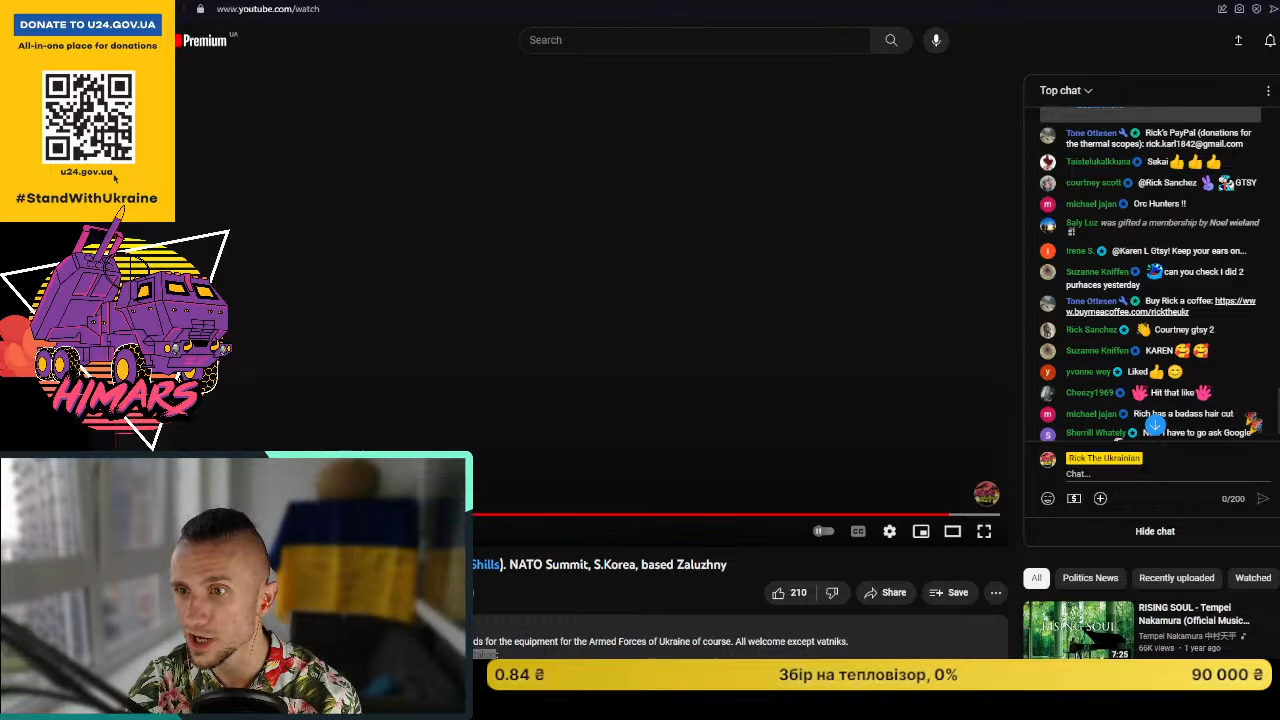 DONATE TO U24.GOV.UA
All-in-one place for donations
u24.gov.ua
#StandWithUkraine
HIMARS
www.youtube.com/watch
Premium UA
Search
Top chat
Tone Ottesen Rick's PayPal (donations for
the thermal scopes): rick.karl1842@gmail.com
Taistelukalkkuna Sekai
courtney scott @Rick Sanchez GTSY
michael jajan Orc Hunters !!
Saly Luz was gifted a membership by Noel wieland
Irene S. @Karen L Gtsy! Keep your ears on...
Suzanne Kniffen can you check I did 2
purhaces yesterday
Tone Ottesen Buy Rick a coffee: https://ww
w.buymeacoffee.com/ricktheukr
Rick Sanchez Courtney gtsy 2
Suzanne Kniffen KAREN
yvonne wey Liked
Cheezy1969 Hit that like
michael jajan Rich has a badass hair cut
Sherrill Whately I have to go ask Google
Rick The Ukrainian
Chat...
0/200
Hide chat
Shills). NATO Summit, S.Korea, based Zaluzhny
210
Share
Save
ds for the equipment for the Armed Forces of Ukraine of course. All welcome except vatniks.
All
Politics News
Recently uploaded
Watched
RISING SOUL
7:25
RISING SOUL - Tempei
Nakamura (Official Music...
Tempei Nakamura 中村天平
66K views • 1 year ago
0.84 ₴
Збір на тепловізор, 0%
90 000 ₴